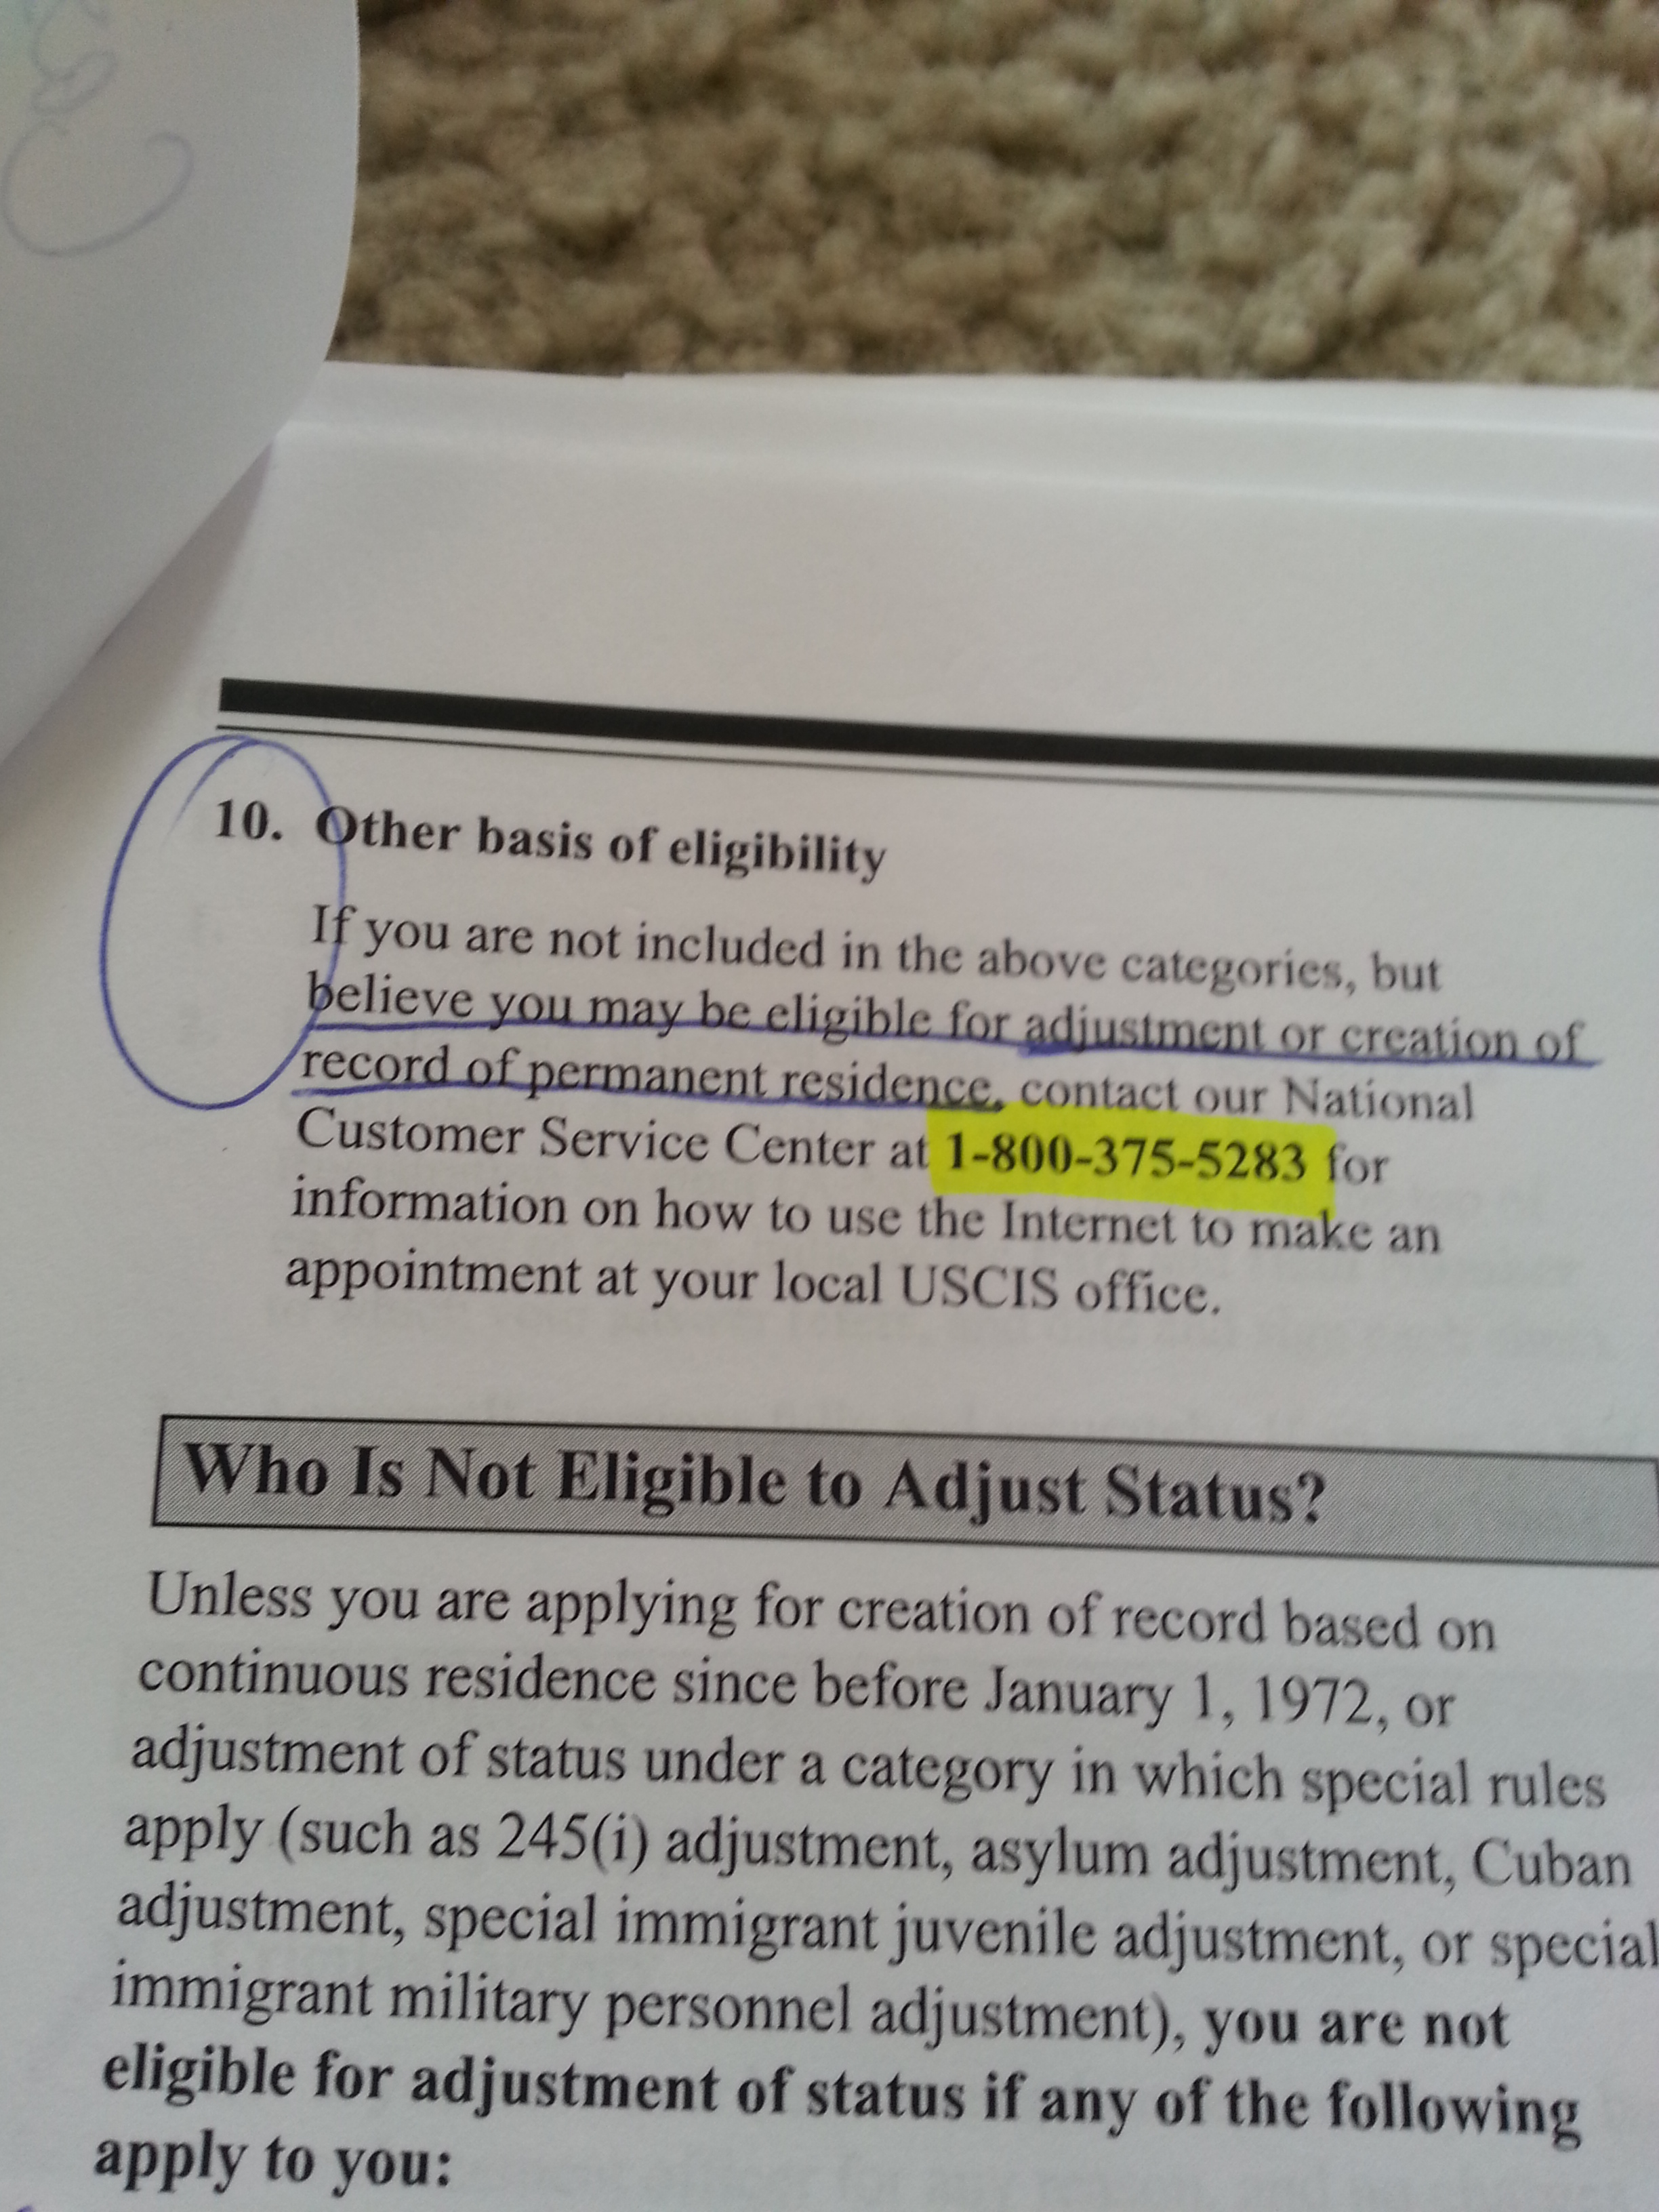 10. Other basis of eligibility
If you are not included in the above categories, but
believe you may be eligible for adjustment or creation of
record of permanent residence, contact our National
Customer Service Center at 1-800-375-5283 for
information on how to use the Internet to make an
appointment at your local USCIS office.
Who Is Not Eligible to Adjust Status?
Unless you are applying for creation of record based on
continuous residence since before January 1, 1972, or
adjustment of status under a category in which special rules
apply (such as 245(i) adjustment, asylum adjustment, Cuban
adjustment, special immigrant juvenile adjustment, or special
immigrant military personnel adjustment), you are not
eligible for adjustment of status if any of the following
apply to you: